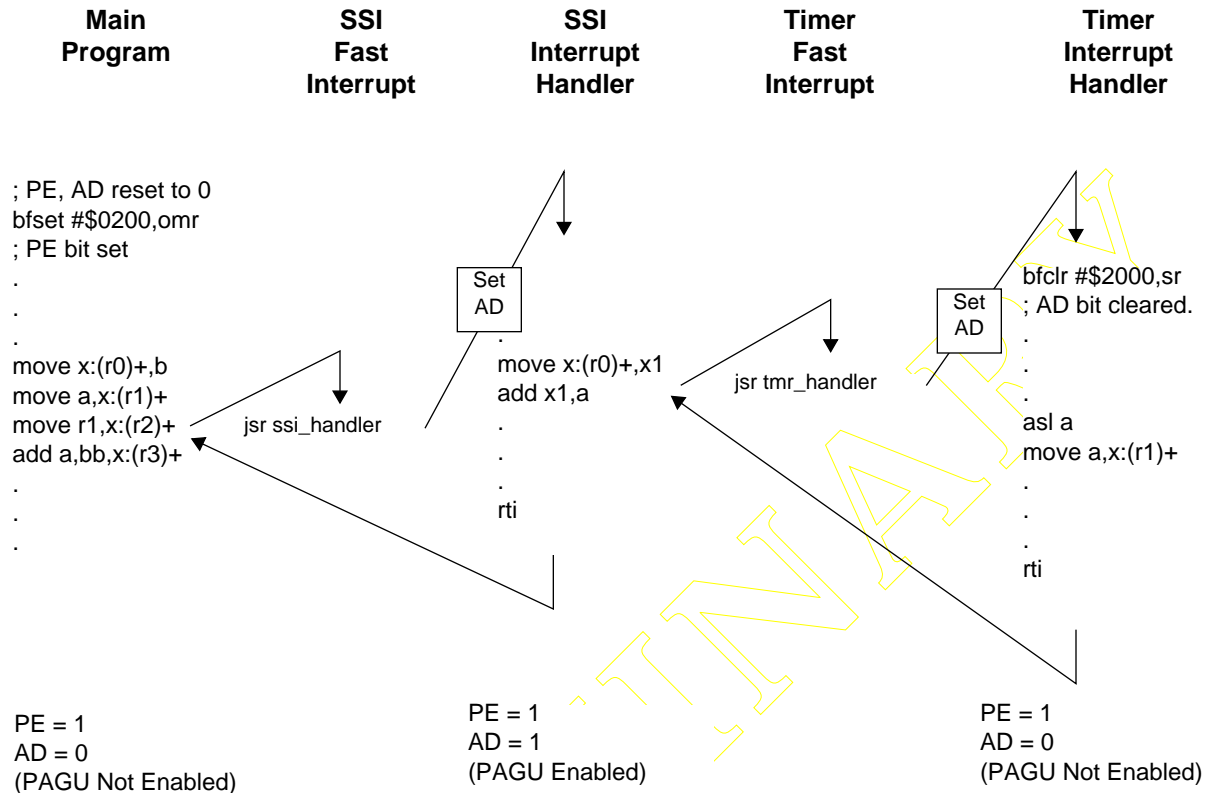 Main
Program
SSI
Fast
Interrupt
SSI
Interrupt
Handler
Timer
Fast
Interrupt
Timer
Interrupt
Handler
; PE, AD reset to 0
bfset #$0200,omr
; PE bit set
.
.
.
move x:(r0)+,b
move a,x:(r1)+
move r1,x:(r2)+
add a,bb,x:(r3)+
.
.
.
jsr ssi_handler
Set
AD
.
move x:(r0)+,x1
add x1,a
.
.
.
rti
jsr tmr_handler
Set
AD
bfclr #$2000,sr
; AD bit cleared.
.
.
.
asl a
move a,x:(r1)+
.
.
.
rti
PE = 1
AD = 0
(PAGU Not Enabled)
PE = 1
AD = 1
(PAGU Enabled)
PE = 1
AD = 0
(PAGU Not Enabled)
INARY